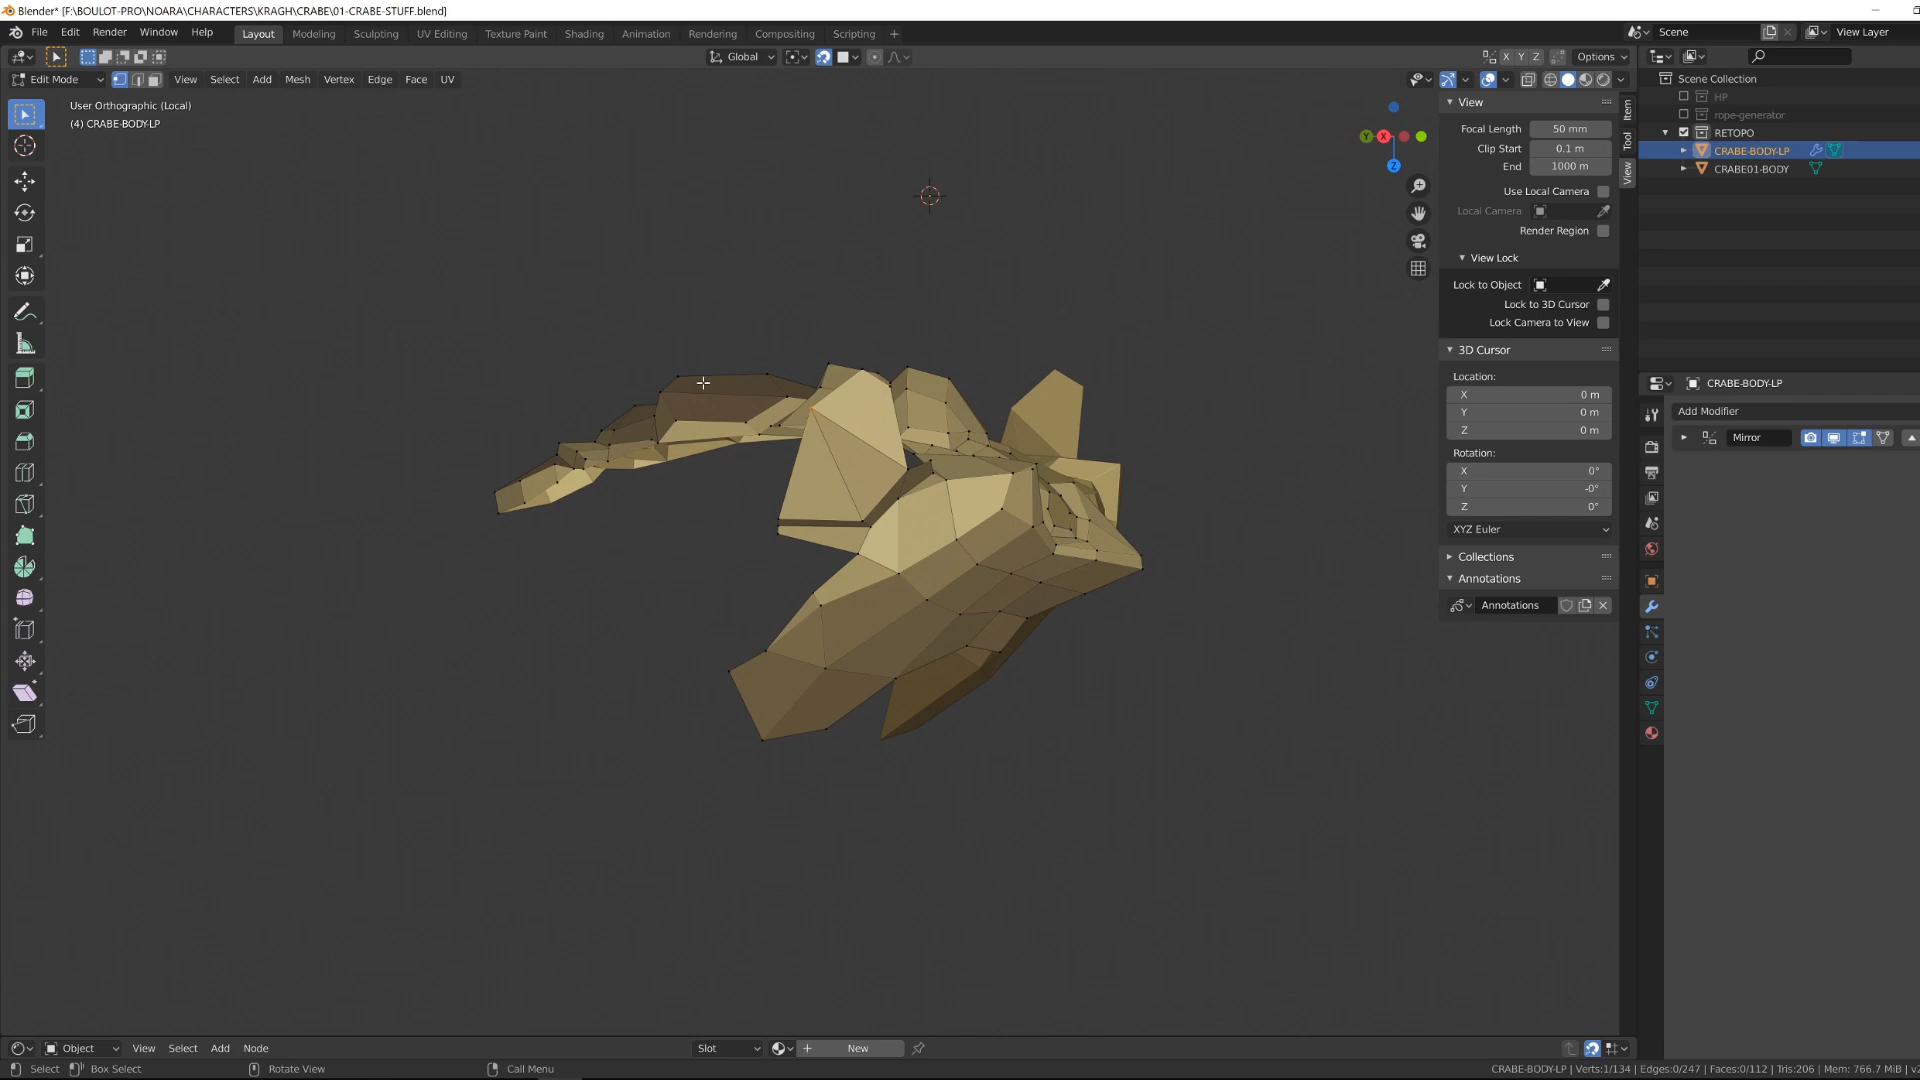 Blender* [F:\BOULOT-PRO\NOARA\CHARACTERS\KRAGH\CRABE\01-CRABE-STUFF.blend]
File Edit Render Window Help Layout Modeling Sculpting UV Editing Texture Paint Shading Animation Rendering Compositing Scripting + Scene View Layer
Global X Y Z Options
Edit Mode View Select Add Mesh Vertex Edge Face UV
Scene Collection
HP
rope-generator
RETOPO
CRABE-BODY-LP
CRABE01-BODY
User Orthographic (Local)
(4) CRABE-BODY-LP
Y X Z
View
Focal Length 50 mm
Clip Start 0.1 m
End 1000 m
Use Local Camera
Local Camera
Render Region
View Lock
Lock to Object
Lock to 3D Cursor
Lock Camera to View
3D Cursor
Location:
X 0 m
Y 0 m
Z 0 m
Rotation:
X 0°
Y -0°
Z 0°
XYZ Euler
Collections
Annotations
Annotations
Item
Tool
View
CRABE-BODY-LP
Add Modifier
Mirror
Object View Select Add Node Slot + New
Select Box Select Rotate View Call Menu CRABE-BODY-LP | Verts:1/134 | Edges:0/247 | Faces:0/112 | Tris:206 | Mem: 766.7 MiB |